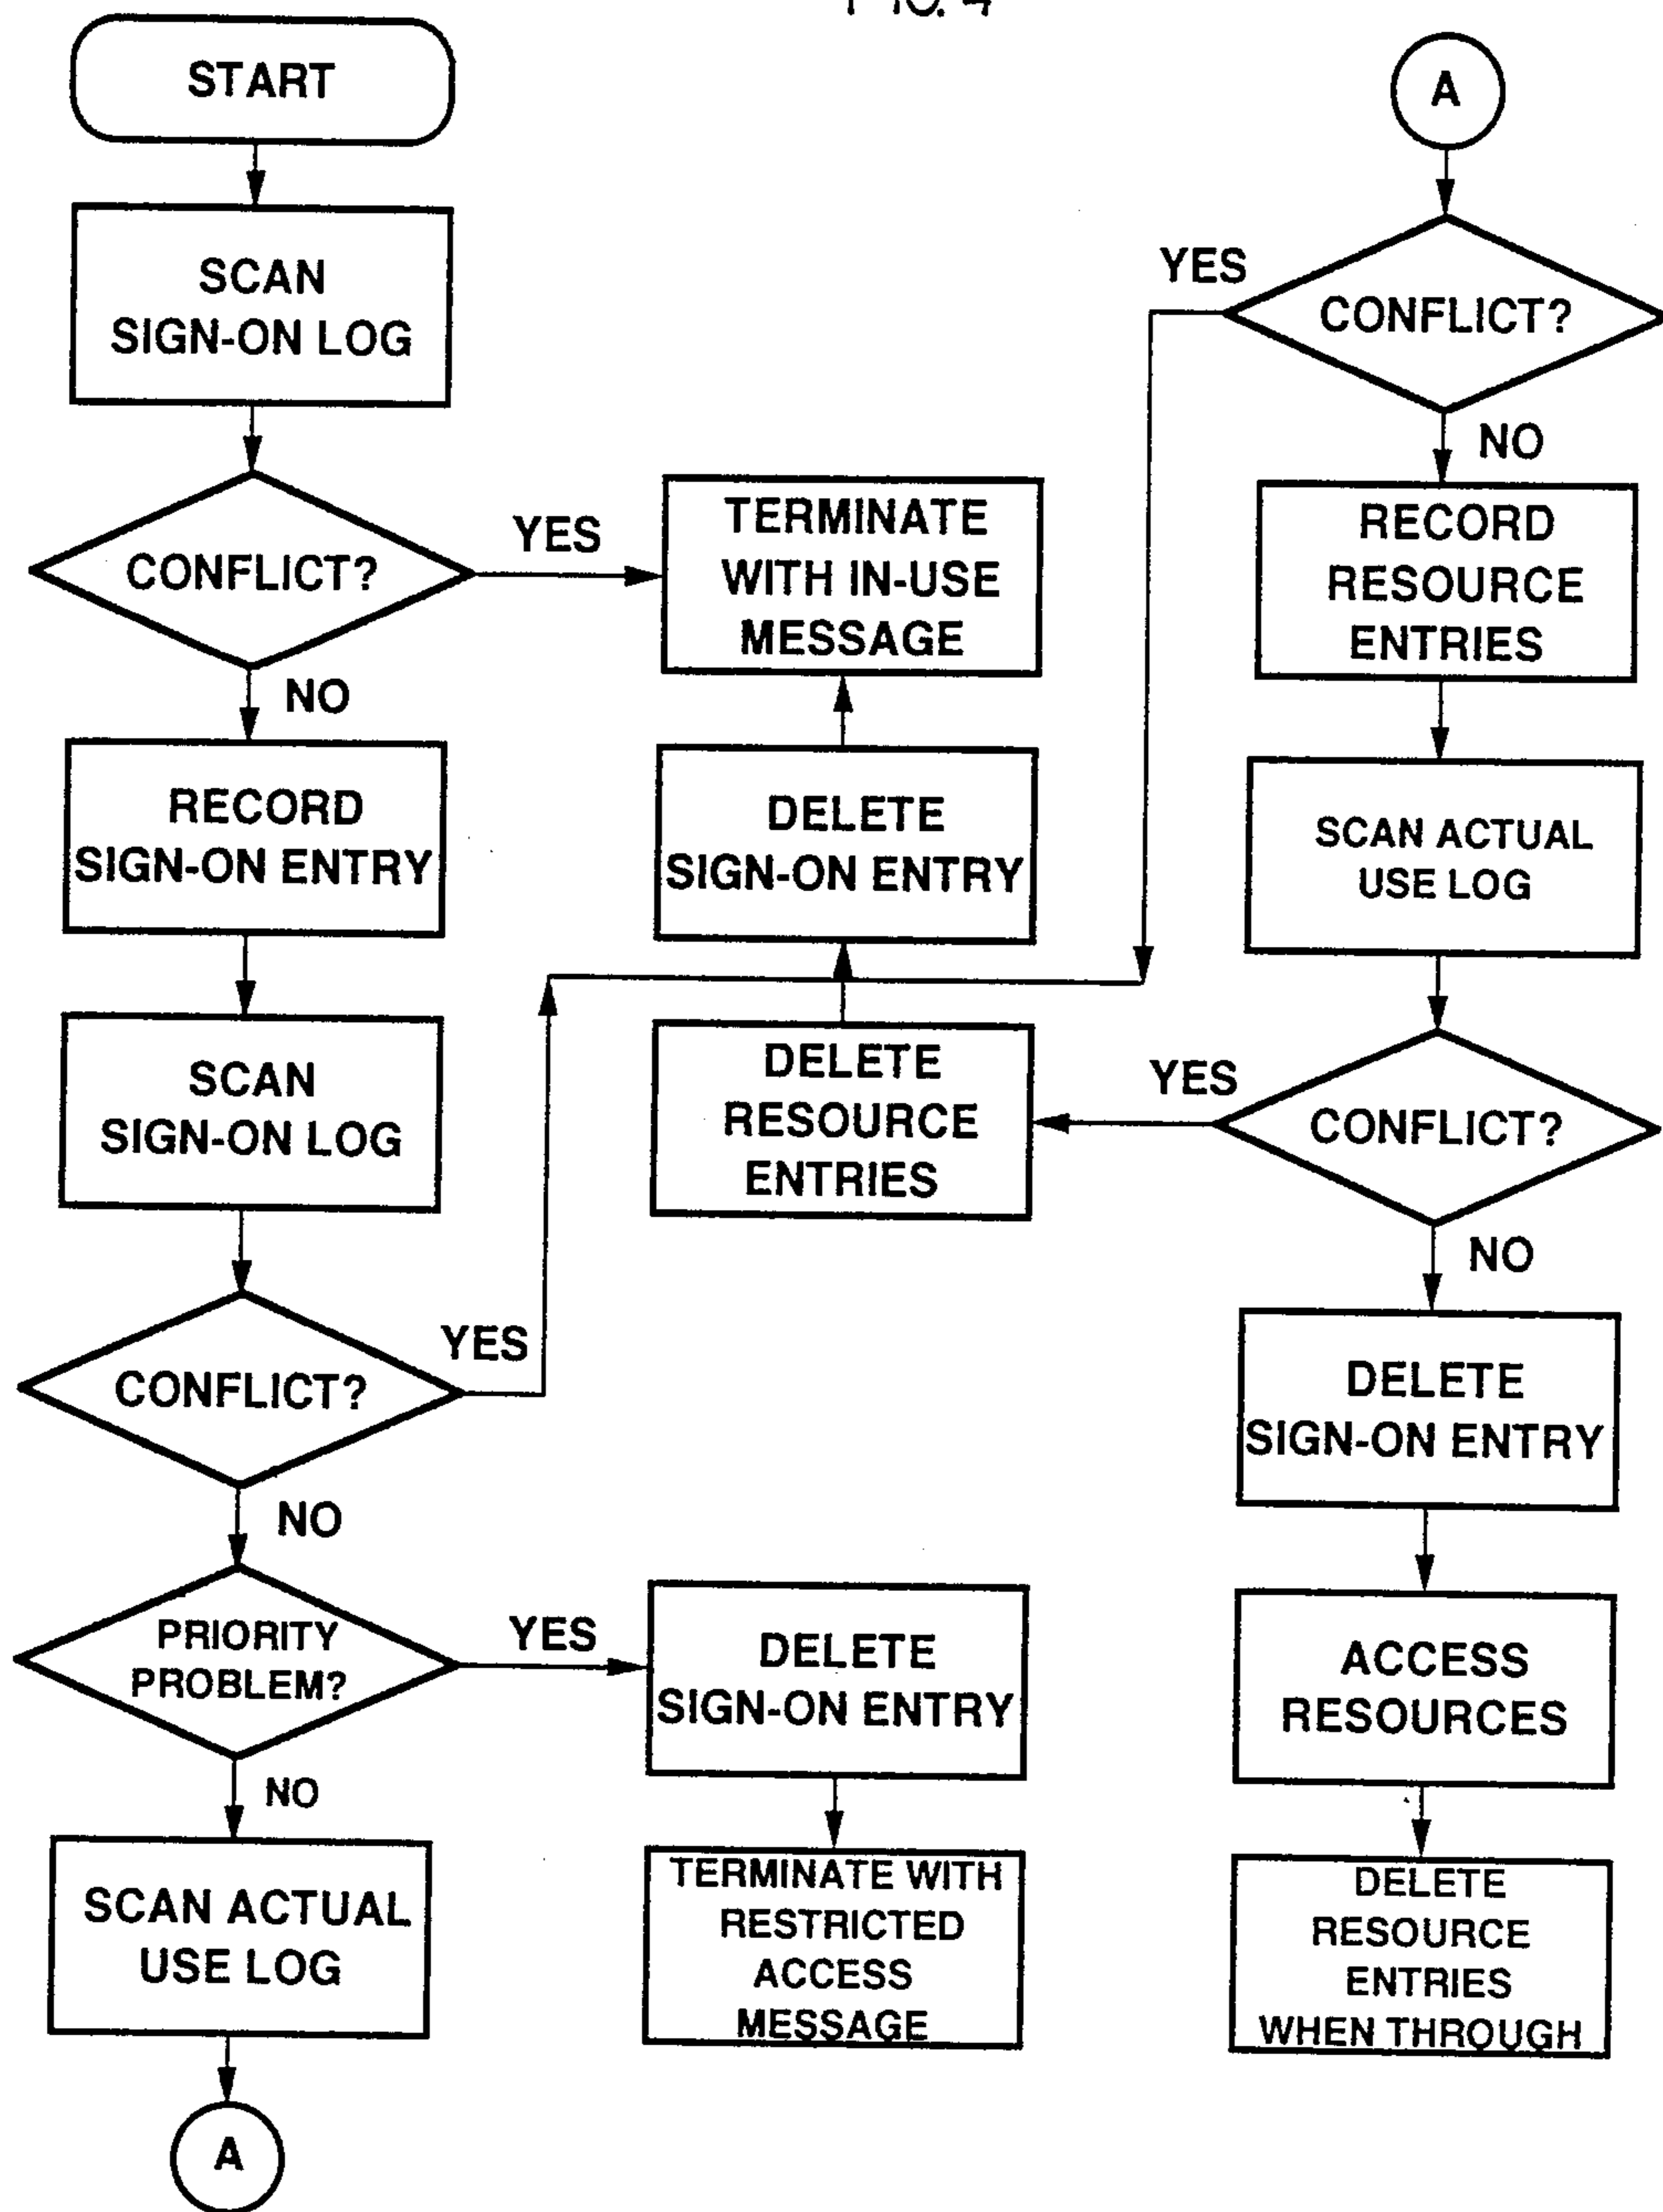 FIG. 4
START
SCAN
SIGN-ON LOG
CONFLICT?
YES
NO
RECORD
SIGN-ON ENTRY
SCAN
SIGN-ON LOG
CONFLICT?
YES
NO
PRIORITY
PROBLEM?
YES
NO
SCAN ACTUAL
USE LOG
A
TERMINATE
WITH IN-USE
MESSAGE
DELETE
SIGN-ON ENTRY
DELETE
RESOURCE
ENTRIES
DELETE
SIGN-ON ENTRY
TERMINATE WITH
RESTRICTED
ACCESS
MESSAGE
A
YES
CONFLICT?
NO
RECORD
RESOURCE
ENTRIES
SCAN ACTUAL
USE LOG
YES
CONFLICT?
NO
DELETE
SIGN-ON ENTRY
ACCESS
RESOURCES
DELETE
RESOURCE
ENTRIES
WHEN THROUGH